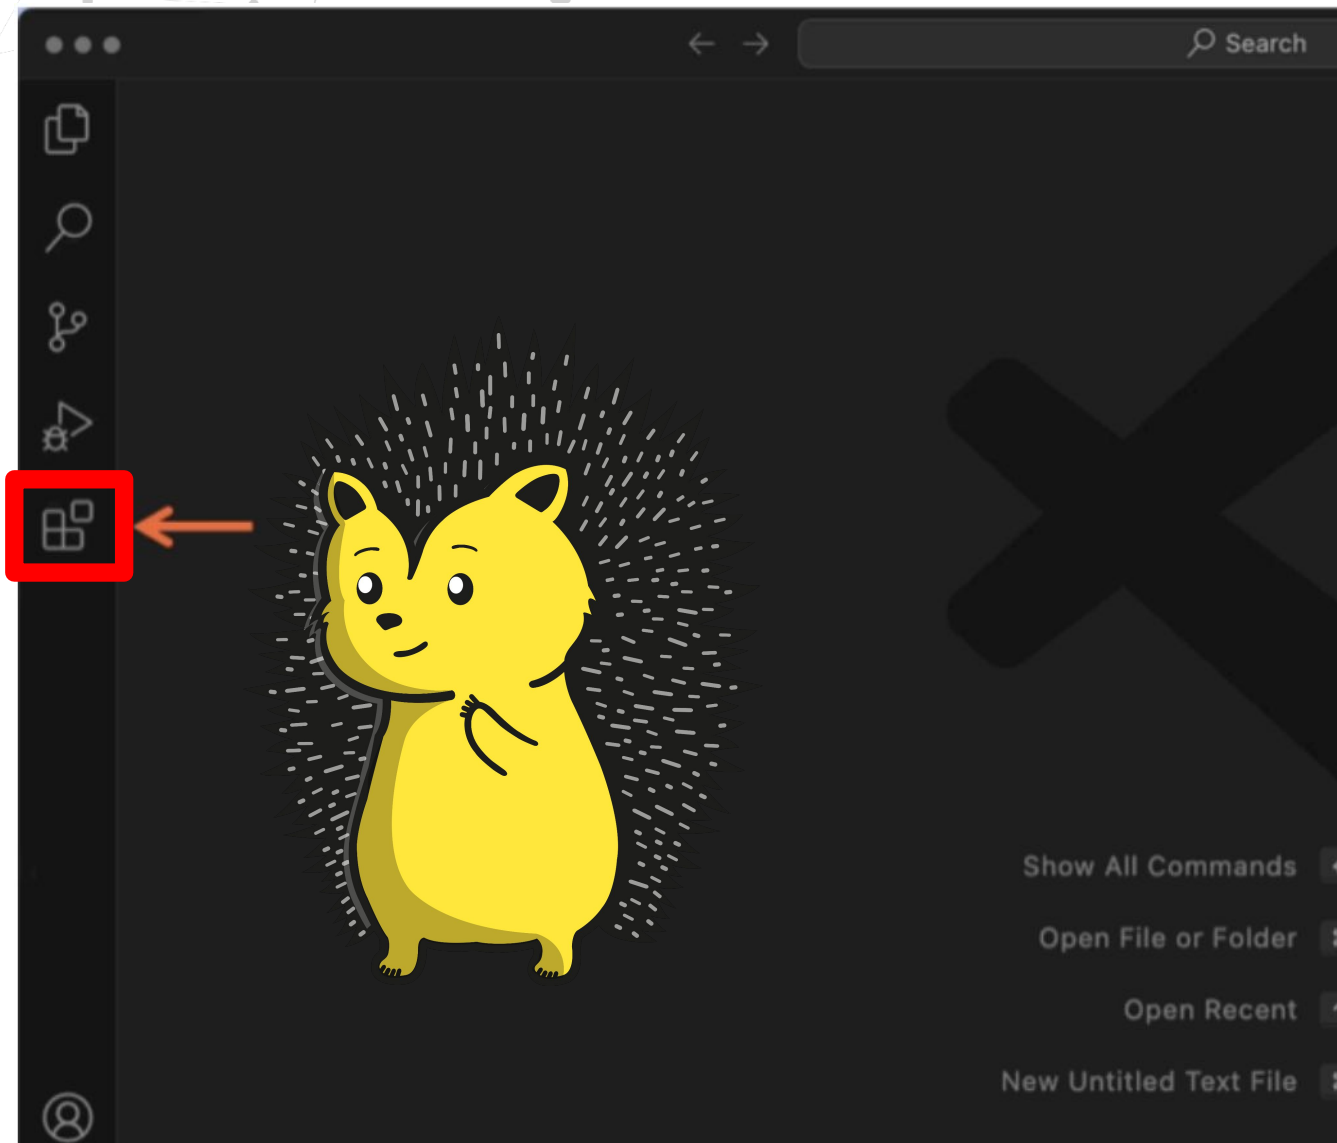 Search
Show All Commands
Open File or Folder
Open Recent
New Untitled Text File